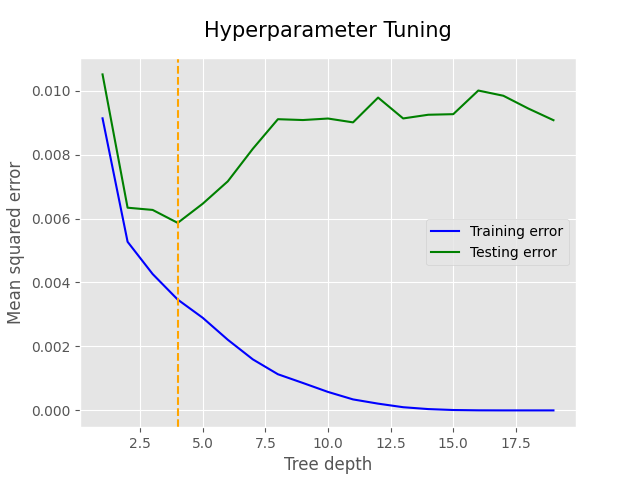 Hyperparameter Tuning
Mean squared error
0.010
0.008
0.006
0.004
0.002
0.000
Training error
Testing error
2.5 5.0 7.5 10.0 12.5 15.0 17.5
Tree depth